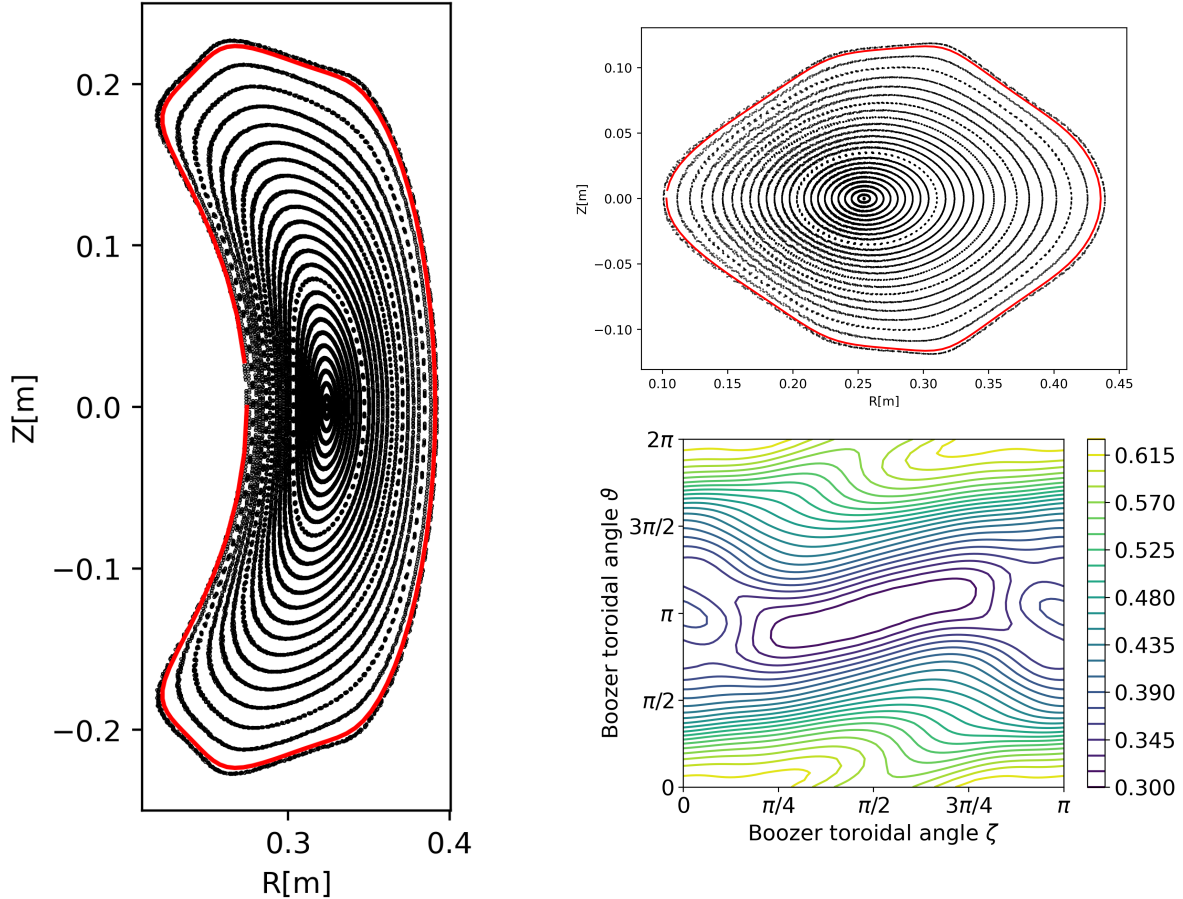 0.2
0.1
0.0
−0.1
−0.2
Z[m]
0.3
0.4
R[m]
0.10
0.05
0.00
−0.05
−0.10
Z[m]
0.10
0.15
0.20
0.25
0.30
0.35
0.40
0.45
R[m]
2π
3π/2
π
π/2
0
Boozer toroidal angle ϑ
0
π/4
π/2
3π/4
π
Boozer toroidal angle ζ
0.615
0.570
0.525
0.480
0.435
0.390
0.345
0.300